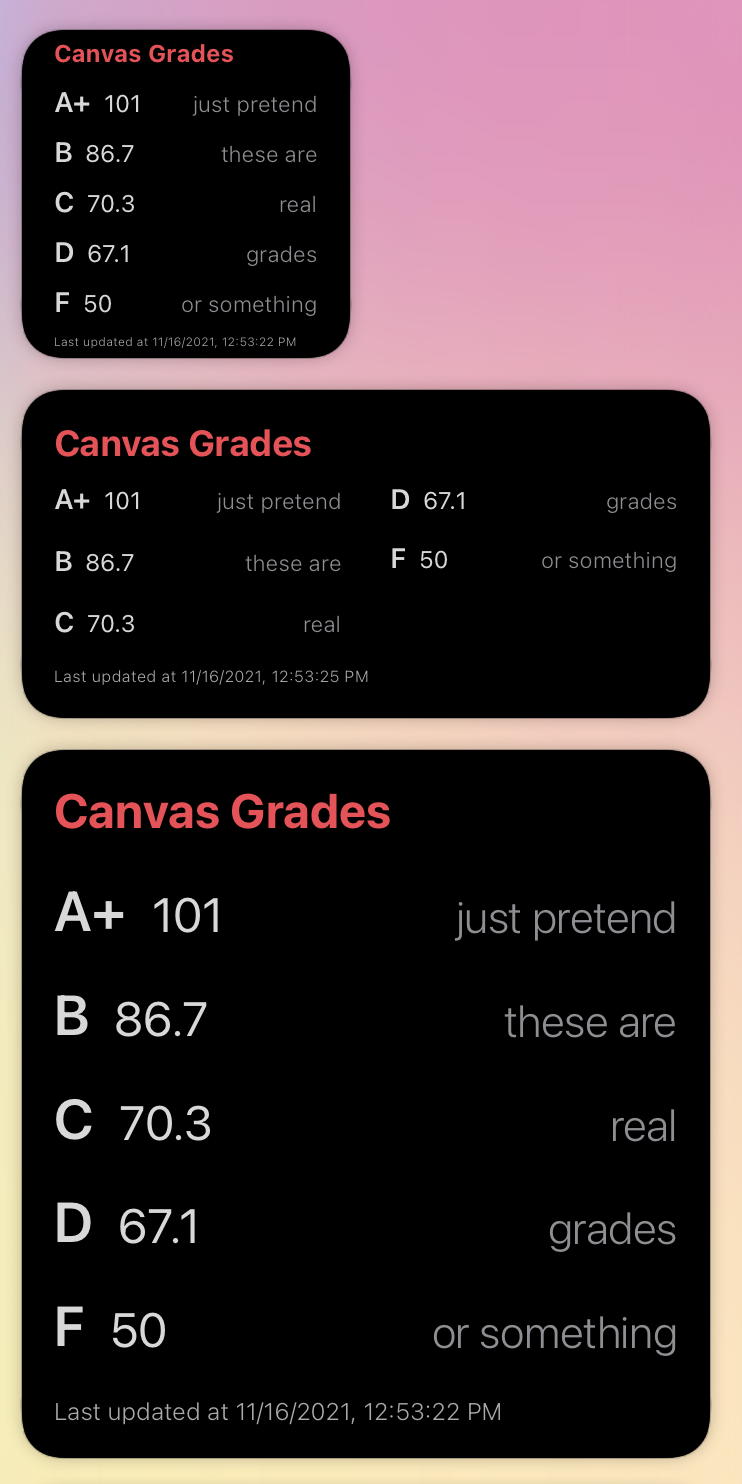 Canvas Grades
A+ 101 just pretend
B 86.7 these are
C 70.3 real
D 67.1 grades
F 50 or something
Last updated at 11/16/2021, 12:53:22 PM
Canvas Grades
A+ 101 just pretend D 67.1 grades
B 86.7 these are F 50 or something
C 70.3 real
Last updated at 11/16/2021, 12:53:25 PM
Canvas Grades
A+ 101 just pretend
B 86.7 these are
C 70.3 real
D 67.1 grades
F 50 or something
Last updated at 11/16/2021, 12:53:22 PM